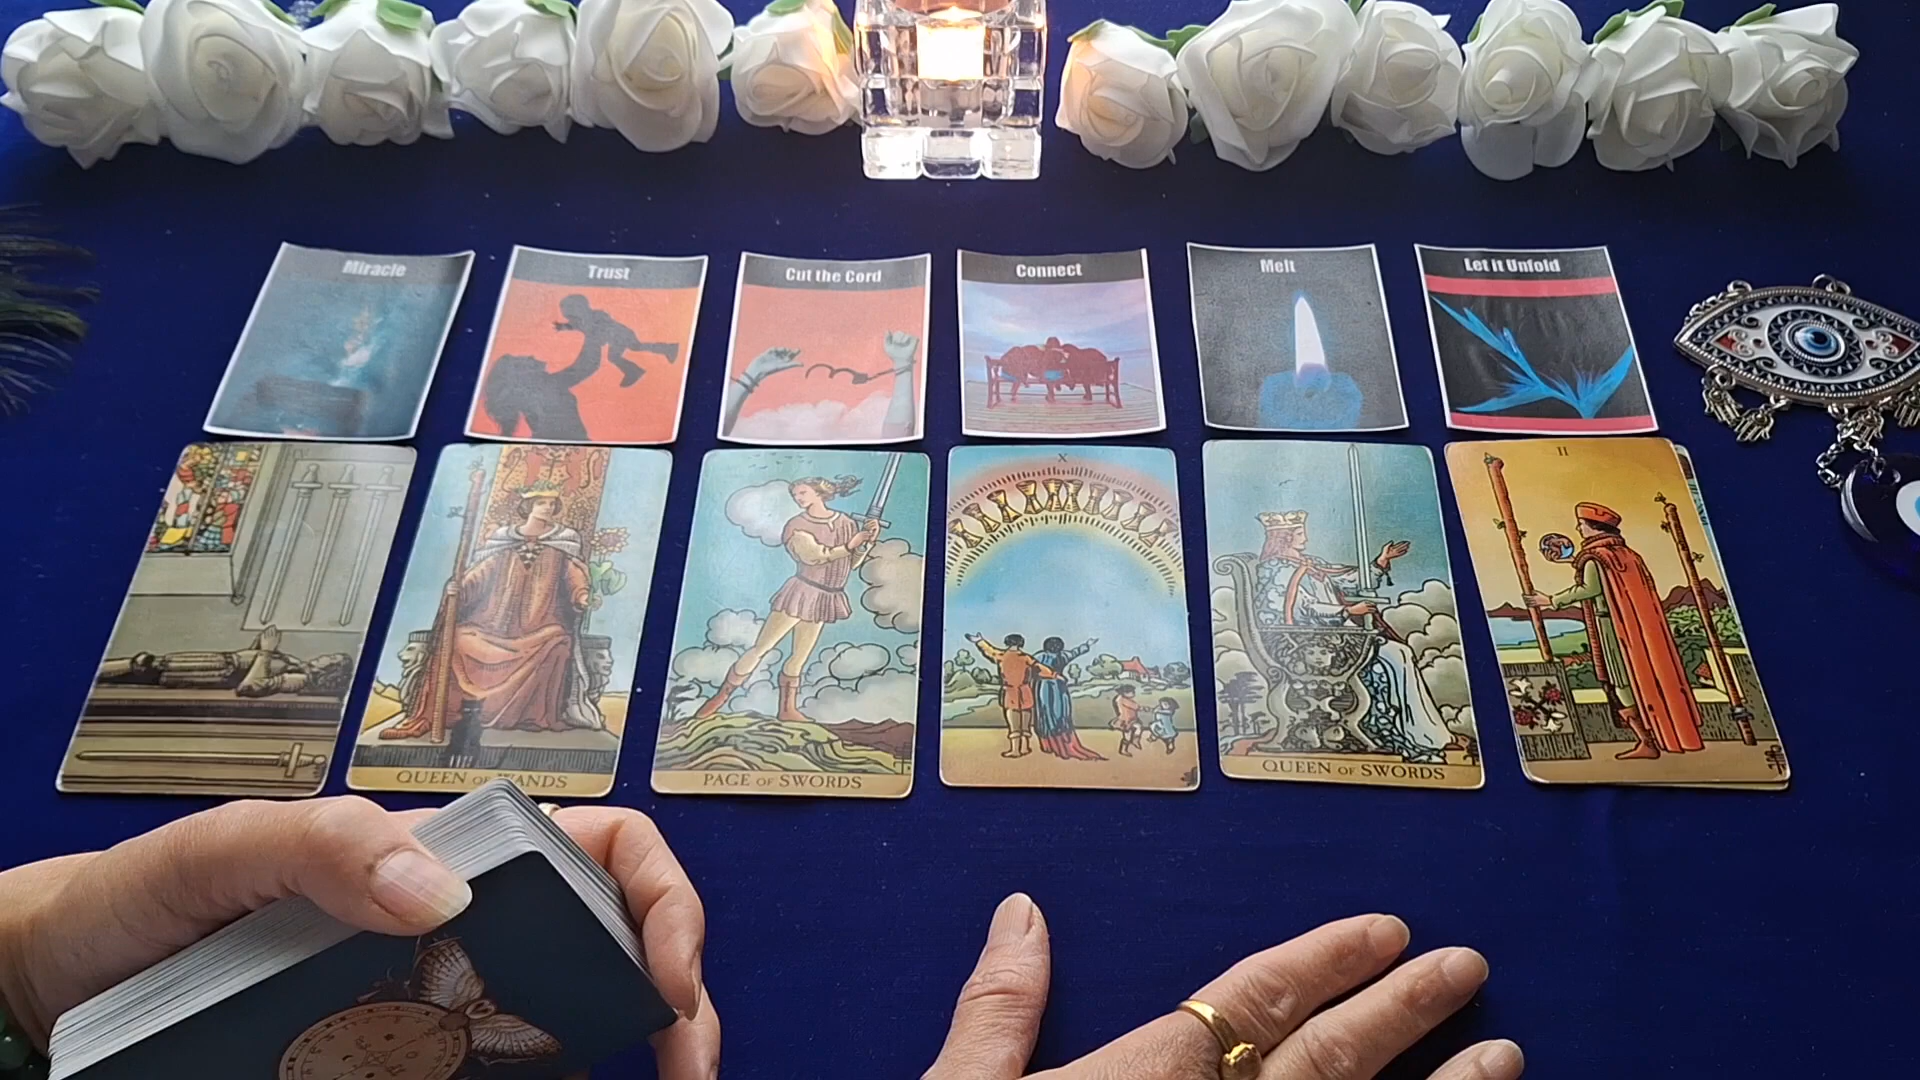 Miracle
Trust
Cut the Cord
Connect
Melt
Let it Unfold
IV
X
II
QUEEN OF WANDS
PAGE OF SWORDS
QUEEN OF SWORDS